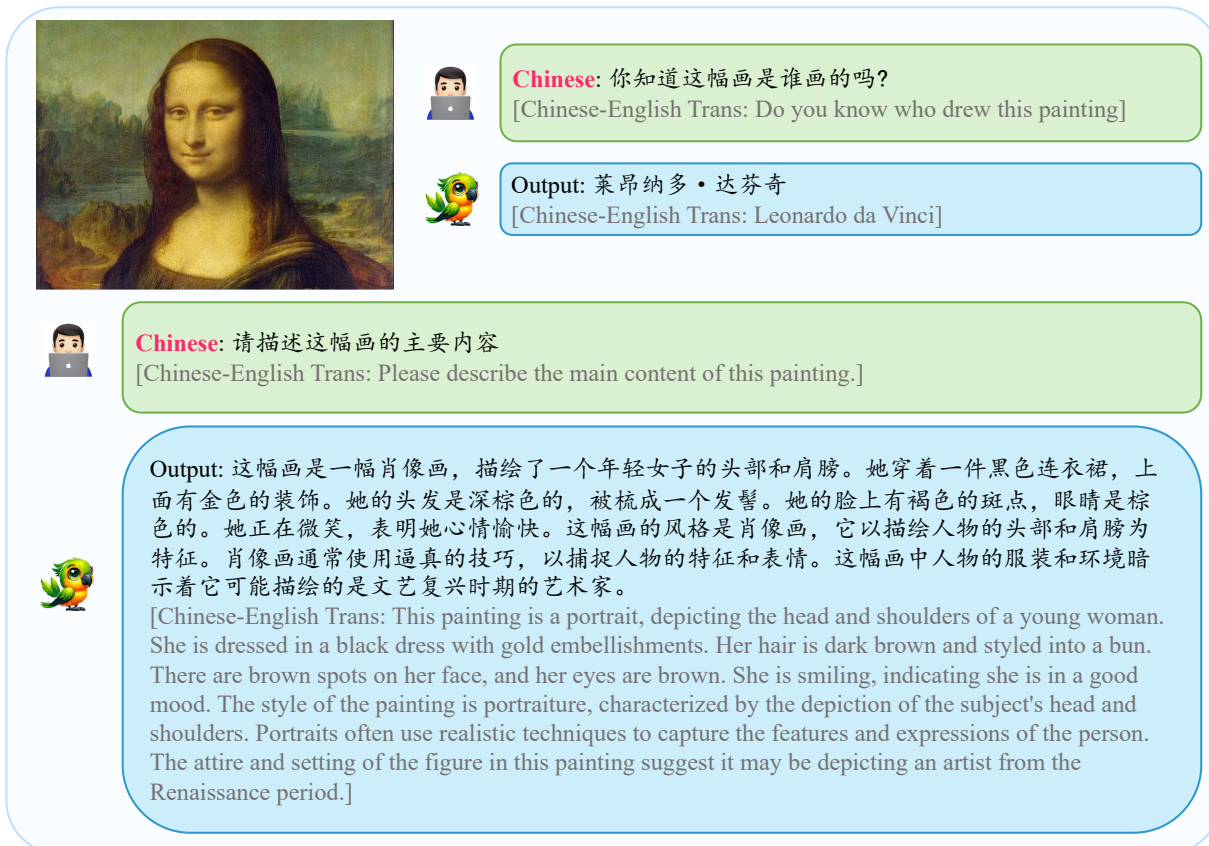 Chinese: 你知道这幅画是谁画的吗?
[Chinese-English Trans: Do you know who drew this painting]
Output: 莱昂纳多・达芬奇
[Chinese-English Trans: Leonardo da Vinci]
Chinese: 请描述这幅画的主要内容
[Chinese-English Trans: Please describe the main content of this painting.]
Output: 这幅画是一幅肖像画，描绘了一个年轻女子的头部和肩膀。她穿着一件黑色连衣裙，上
面有金色的装饰。她的头发是深棕色的，被梳成一个发髻。她的脸上有褐色的斑点，眼睛是棕
色的。她正在微笑，表明她心情愉快。这幅画的风格是肖像画，它以描绘人物的头部和肩膀为
特征。肖像画通常使用逼真的技巧，以捕捉人物的特征和表情。这幅画中人物的服装和环境暗
示着它可能描绘的是文艺复兴时期的艺术家。
[Chinese-English Trans: This painting is a portrait, depicting the head and shoulders of a young woman.
She is dressed in a black dress with gold embellishments. Her hair is dark brown and styled into a bun.
There are brown spots on her face, and her eyes are brown. She is smiling, indicating she is in a good
mood. The style of the painting is portraiture, characterized by the depiction of the subject's head and
shoulders. Portraits often use realistic techniques to capture the features and expressions of the person.
The attire and setting of the figure in this painting suggest it may be depicting an artist from the
Renaissance period.]